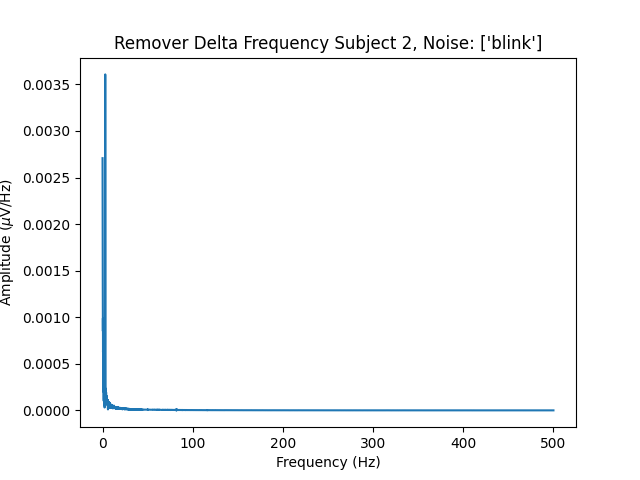 Remover Delta Frequency Subject 2, Noise: ['blink']
Amplitude (µV/Hz)
0.0035
0.0030
0.0025
0.0020
0.0015
0.0010
0.0005
0.0000
0 100 200 300 400 500
Frequency (Hz)